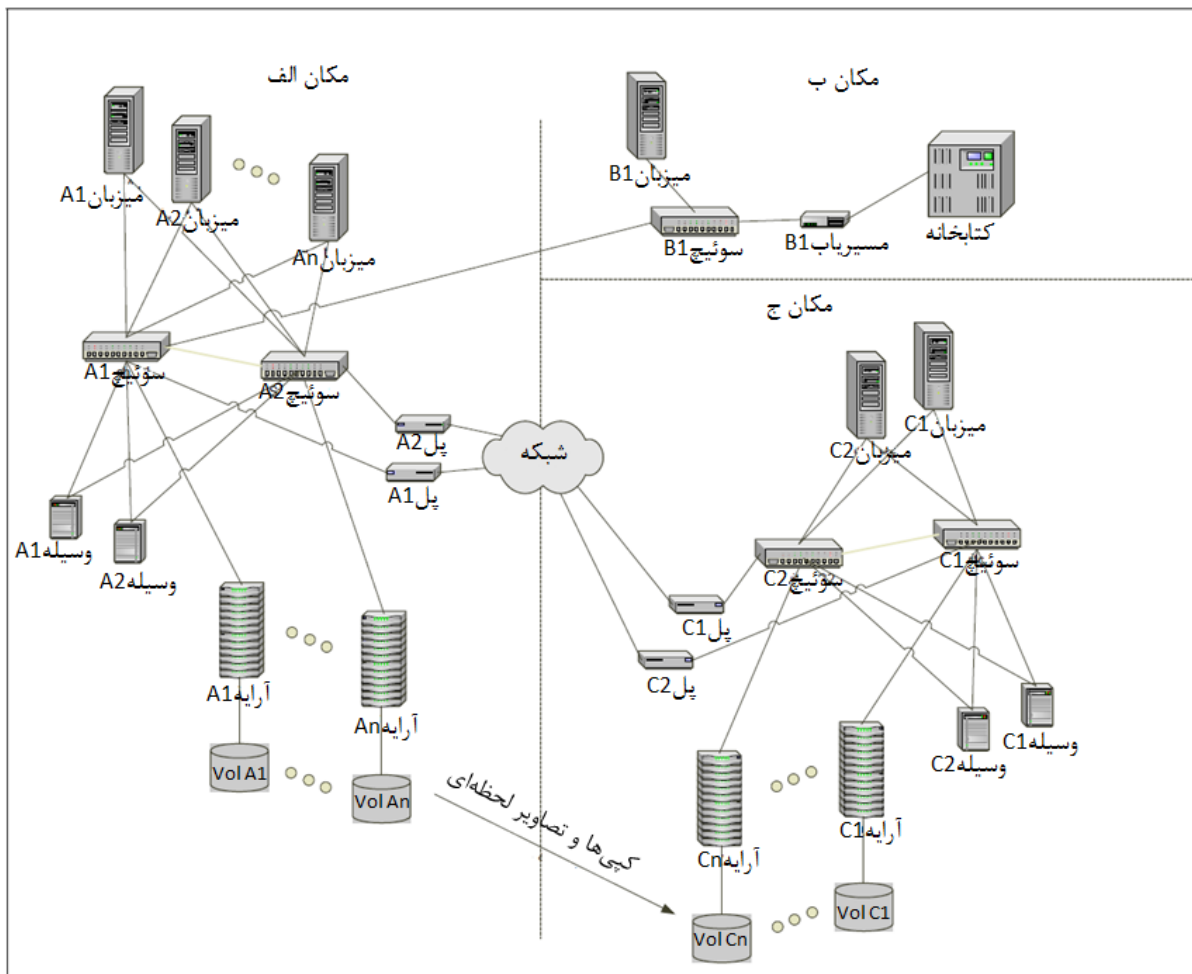 مکان الف
میزبانA1
میزبانA2
میزبانAn
سوئیچA1
سوئیچA2
پلA2
پلA1
وسیلهA1
وسیلهA2
آرایهA1
آرایهAn
Vol A1
Vol An
شبکه
کپی‌ها و تصاویر لحظه‌ای
مکان ب
میزبانB1
سوئیچB1
مسیریابB1
کتابخانه
مکان ج
میزبانC1
میزبانC2
سوئیچC1
سوئیچC2
پلC1
پلC2
وسیلهC1
وسیلهC2
آرایهC1
آرایهCn
Vol C1
Vol Cn